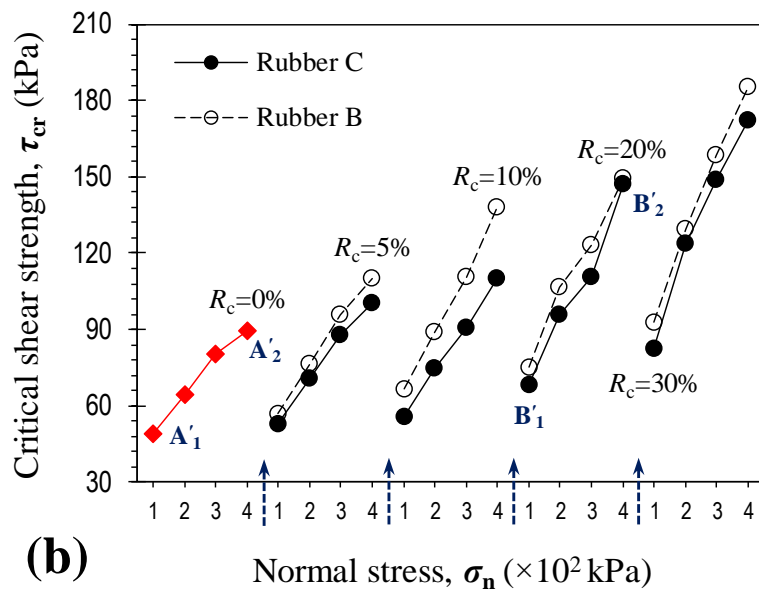 210
180
150
120
90
60
30
Critical shear strength, τcr (kPa)
Rubber C
Rubber B
Rc=0%
Rc=5%
Rc=10%
Rc=20%
Rc=30%
A′1
A′2
B′1
B′2
1 2 3 4 1 2 3 4 1 2 3 4 1 2 3 4 1 2 3 4
(b)
Normal stress, σn (×10² kPa)